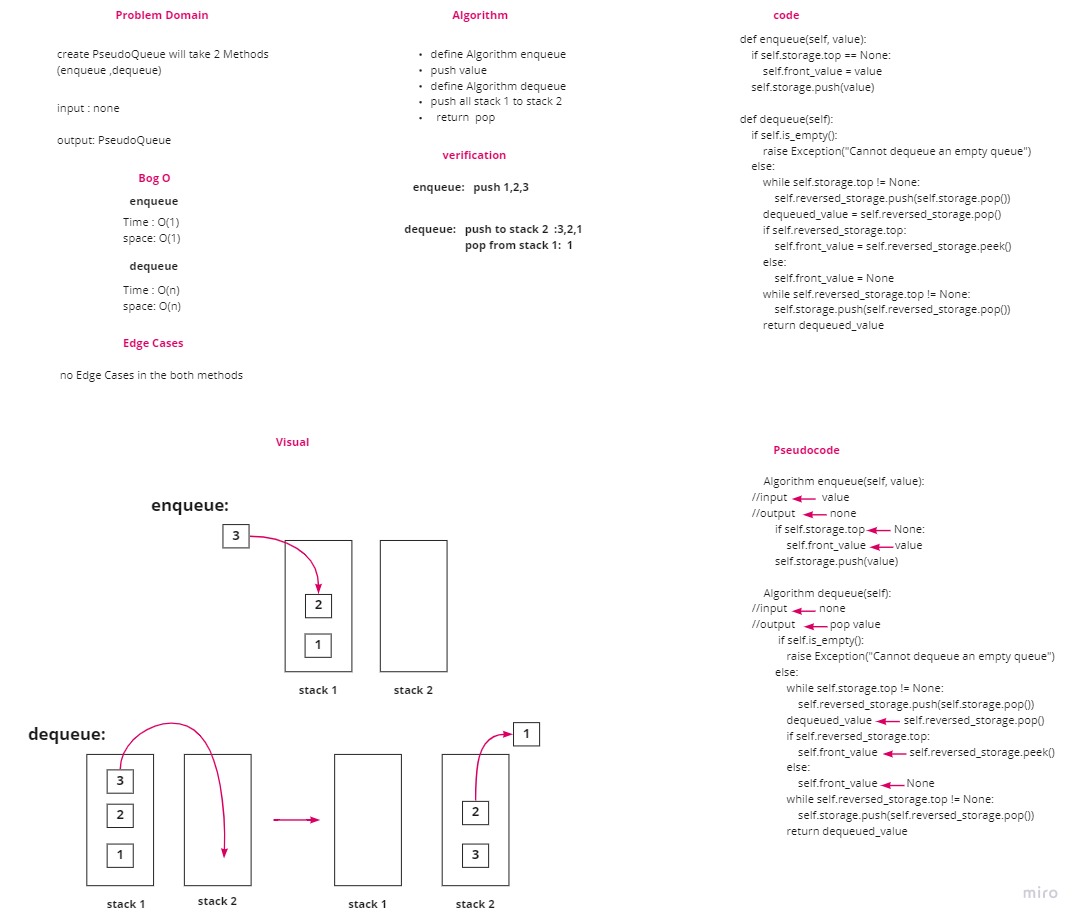 Problem Domain
create PseudoQueue will take 2 Methods
(enqueue ,dequeue)
input : none
output: PseudoQueue
Bog O
enqueue
Time : O(1)
space: O(1)
dequeue
Time : O(n)
space: O(n)
Edge Cases
no Edge Cases in the both methods
Algorithm
• define Algorithm enqueue
• push value
• define Algorithm dequeue
• push all stack 1 to stack 2
• return pop
verification
enqueue: push 1,2,3
dequeue: push to stack 2 :3,2,1
pop from stack 1: 1
code
def enqueue(self, value):
if self.storage.top == None:
self.front_value = value
self.storage.push(value)
def dequeue(self):
if self.is_empty():
raise Exception("Cannot dequeue an empty queue")
else:
while self.storage.top != None:
self.reversed_storage.push(self.storage.pop())
dequeued_value = self.reversed_storage.pop()
if self.reversed_storage.top:
self.front_value = self.reversed_storage.peek()
else:
self.front_value = None
while self.reversed_storage.top != None:
self.storage.push(self.reversed_storage.pop())
return dequeued_value
Visual
enqueue:
3
2
1
stack 1
stack 2
dequeue:
3
2
1
stack 1
stack 2
1
2
3
stack 1
stack 2
Pseudocode
Algorithm enqueue(self, value):
//input value
//output none
if self.storage.top None:
self.front_value value
self.storage.push(value)
Algorithm dequeue(self):
//input none
//output pop value
if self.is_empty():
raise Exception("Cannot dequeue an empty queue")
else:
while self.storage.top != None:
self.reversed_storage.push(self.storage.pop())
dequeued_value self.reversed_storage.pop()
if self.reversed_storage.top:
self.front_value self.reversed_storage.peek()
else:
self.front_value None
while self.reversed_storage.top != None:
self.storage.push(self.reversed_storage.pop())
return dequeued_value
miro